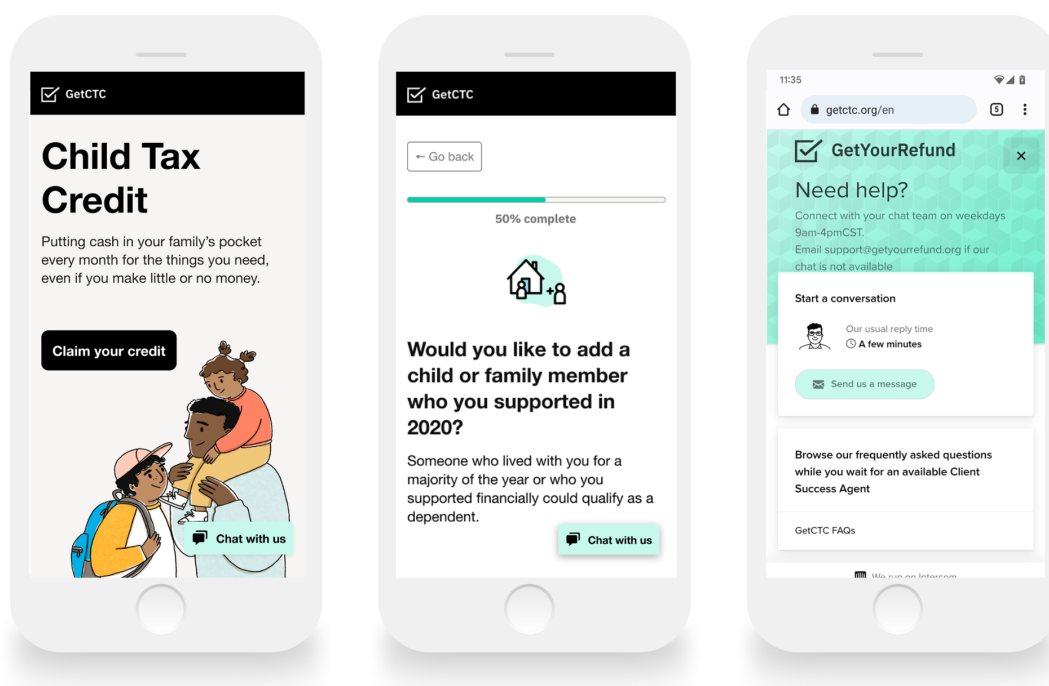 GetCTC
Child Tax
Credit
Putting cash in your family’s pocket
every month for the things you need,
even if you make little or no money.
Claim your credit
Chat with us
GetCTC
← Go back
50% complete
Would you like to add a
child or family member
who you supported in
2020?
Someone who lived with you for a
majority of the year or who you
supported financially could qualify as a
dependent.
Chat with us
11:35
getctc.org/en
5
GetYourRefund
Need help?
Connect with your chat team on weekdays
9am-4pmCST.
Email support@getyourrefund.org if our
chat is not available
Start a conversation
Our usual reply time
A few minutes
Send us a message
Browse our frequently asked questions
while you wait for an available Client
Success Agent
GetCTC FAQs
We run on Intercom